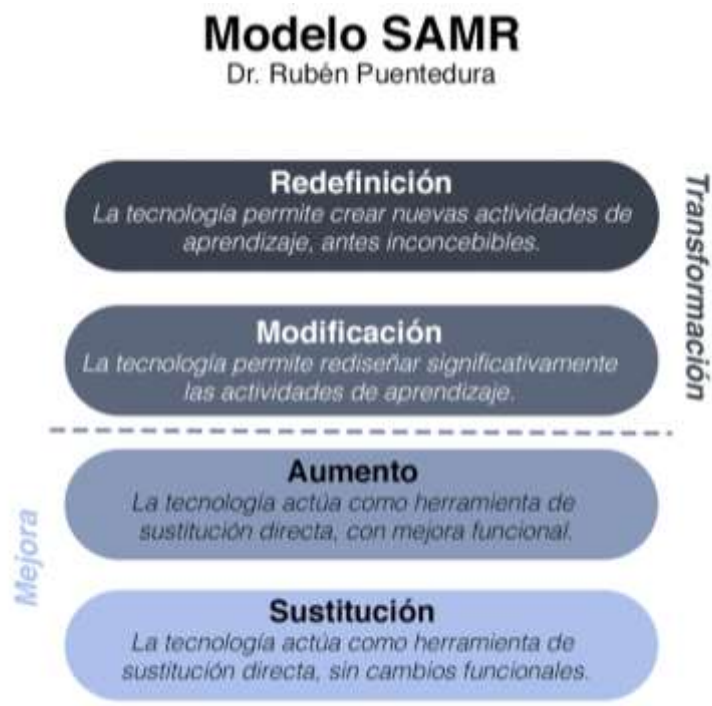 Modelo SAMR
Dr. Rubén Puentedura
Redefinición
La tecnología permite crear nuevas actividades de
aprendizaje, antes inconcebibles.
Modificación
La tecnología permite rediseñar significativamente
las actividades de aprendizaje.
Transformación
Aumento
La tecnología actúa como herramienta de
sustitución directa, con mejora funcional.
Sustitución
La tecnología actúa como herramienta de
sustitución directa, sin cambios funcionales.
Mejora